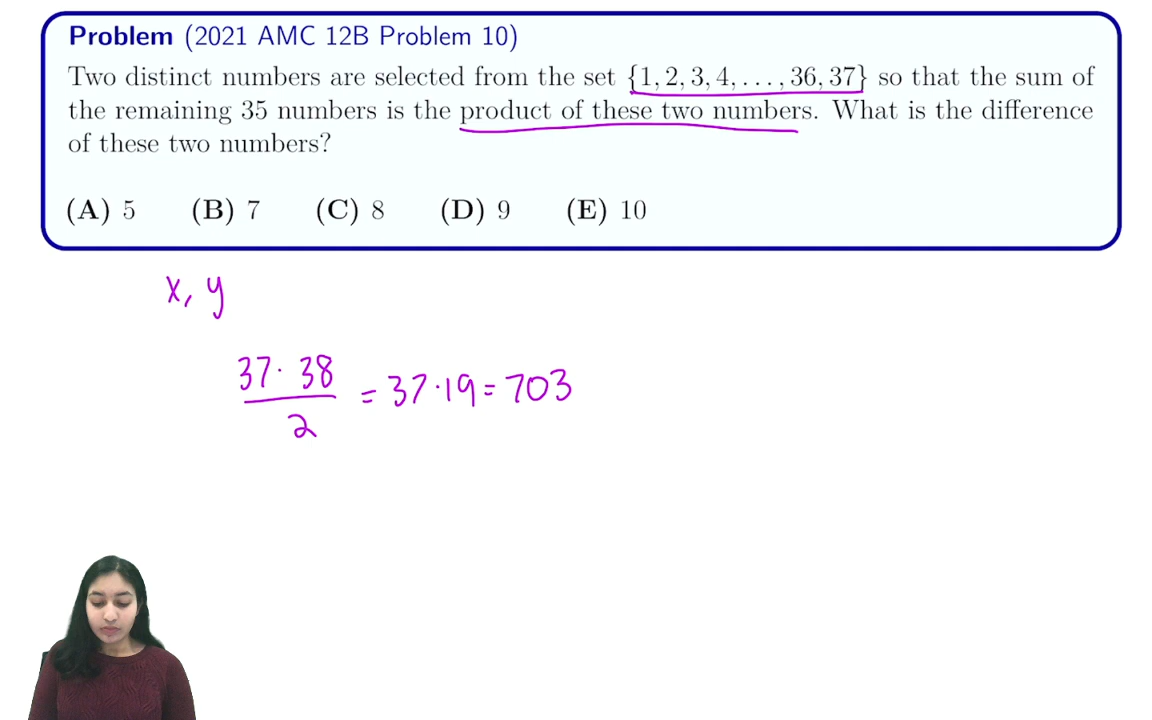 Problem (2021 AMC 12B Problem 10)
Two distinct numbers are selected from the set {1, 2, 3, 4, . . . , 36, 37} so that the sum of
the remaining 35 numbers is the product of these two numbers. What is the difference
of these two numbers?
(A) 5 (B) 7 (C) 8 (D) 9 (E) 10
x, y
37 · 38 / 2 = 37 · 19 = 703